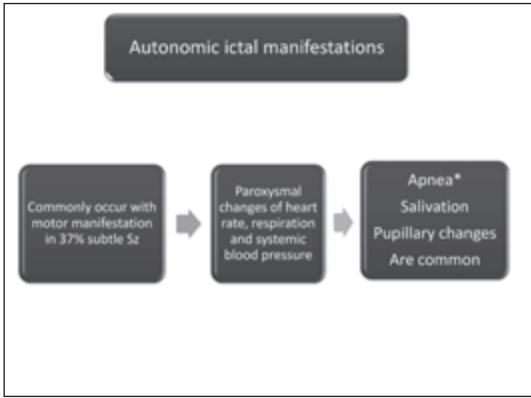 Autonomic ictal manifestations
Commonly occur with
motor manifestation
in 37% subtle Sz
Paroxysmal
changes of heart
rate, respiration
and systemic
blood pressure
Apnea*
Salivation
Pupillary changes
Are common